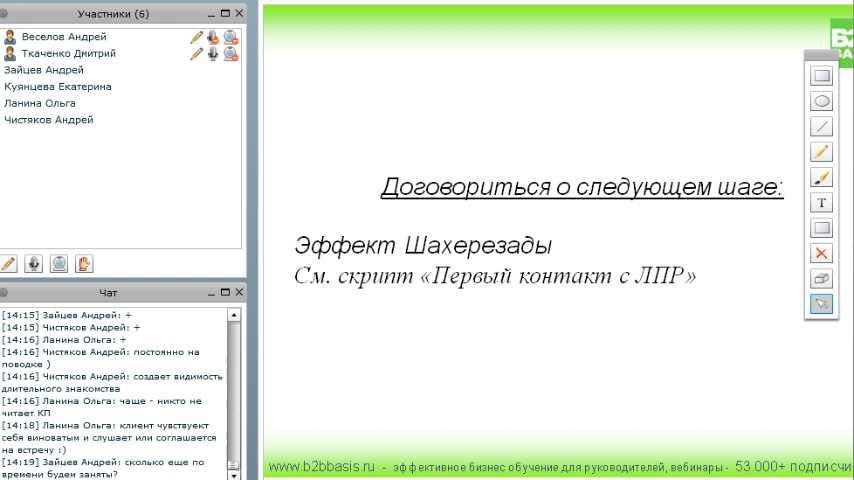 Участники (6)
Веселов Андрей
Ткаченко Дмитрий
Зайцев Андрей
Куянцева Екатерина
Ланина Ольга
Чистяков Андрей
Чат
[14:15] Зайцев Андрей: +
[14:15] Чистяков Андрей: +
[14:16] Ланина Ольга: +
[14:16] Чистяков Андрей: постоянно на
поводке )
[14:16] Чистяков Андрей: создает видимость
длительного знакомства
[14:16] Ланина Ольга: чаще - никто не
читает КП
[14:18] Ланина Ольга: клиент чувствуект
себя виноватым и слушает или соглашается
на встречу :)
[14:19] Зайцев Андрей: сколько еще по
времени будем заняты?
Договориться о следующем шаге:
Эффект Шахерезады
См. скрипт «Первый контакт с ЛПР»
T
www.b2bbasis.ru - эффективное бизнес обучение для руководителей, вебинары - 53.000+ подписчи